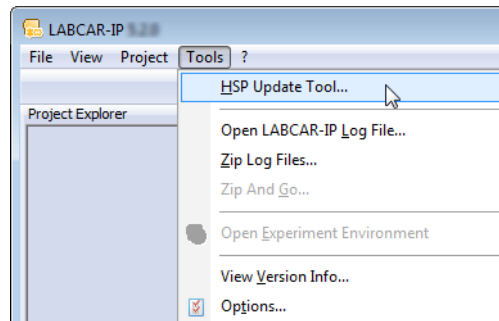 LABCAR-IP
File View Project Tools ?
HSP Update Tool...
Project Explorer
Open LABCAR-IP Log File...
Zip Log Files...
Zip And Go...
Open Experiment Environment
View Version Info...
Options...